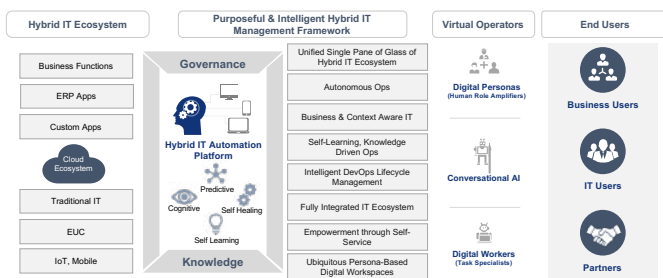 Hybrid IT Ecosystem
Purposeful & Intelligent Hybrid IT
Management Framework
Virtual Operators
End Users
Business Functions
ERP Apps
Custom Apps
Cloud
Ecosystem
Traditional IT
EUC
IoT, Mobile
Governance
Hybrid IT Automation
Platform
Predictive
Cognitive
Self Healing
Self Learning
Knowledge
Unified Single Pane of Glass of
Hybrid IT Ecosystem
Autonomous Ops
Business & Context Aware IT
Self-Learning, Knowledge
Driven Ops
Intelligent DevOps Lifecycle
Management
Fully Integrated IT Ecosystem
Empowerment through Self-
Service
Ubiquitous Persona-Based
Digital Workspaces
Digital Personas
(Human Role Amplifiers)
Conversational AI
Digital Workers
(Task Specialists)
Business Users
IT Users
Partners